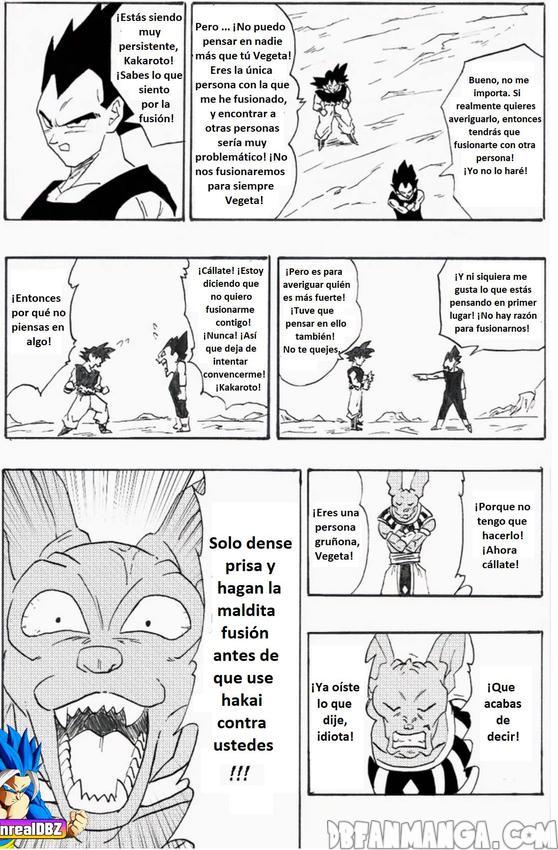 ¡Estás siendo
muy
persistente,
Kakaroto!
¡Sabes lo que
siento
por la
fusión!
Pero ... ¡No puedo
pensar en nadie
más que tú Vegeta!
Eres la única
persona con la que
me he fusionado,
y encontrar a
otras personas
sería muy
problemático! ¡No
nos fusionaremos
para siempre
Vegeta!
Bueno, no me
importa. Si
realmente quieres
averiguarlo, entonces
tendrás que
fusionarte con otra
persona!
¡Yo no lo haré!
¡Entonces
por qué no
piensas en
algo!
¡Cállate! ¡Estoy
diciendo que
no quiero
fusionarme
contigo!
¡Nunca! ¡Así
que deja de
intentar
convencerme!
¡Kakaroto!
¡Pero es para
averiguar quién
es más fuerte!
¡Tuve que
pensar en ello
también!
No te quejes,
¡Y ni siquiera me
gusta lo que estás
pensando en primer
lugar! ¡No hay razón
para fusionarnos!
Solo dense
prisa y
hagan la
maldita
fusión
antes de
que use
hakai
contra
ustedes
!!!
¡Eres una
persona
gruñona,
Vegeta!
¡Porque no
tengo que
hacerlo!
¡Ahora
cállate!
¡Ya oíste
lo que
dije,
idiota!
¡Que
acabas
de
decir!
nrealDBZ
DBFANMANGA.COM